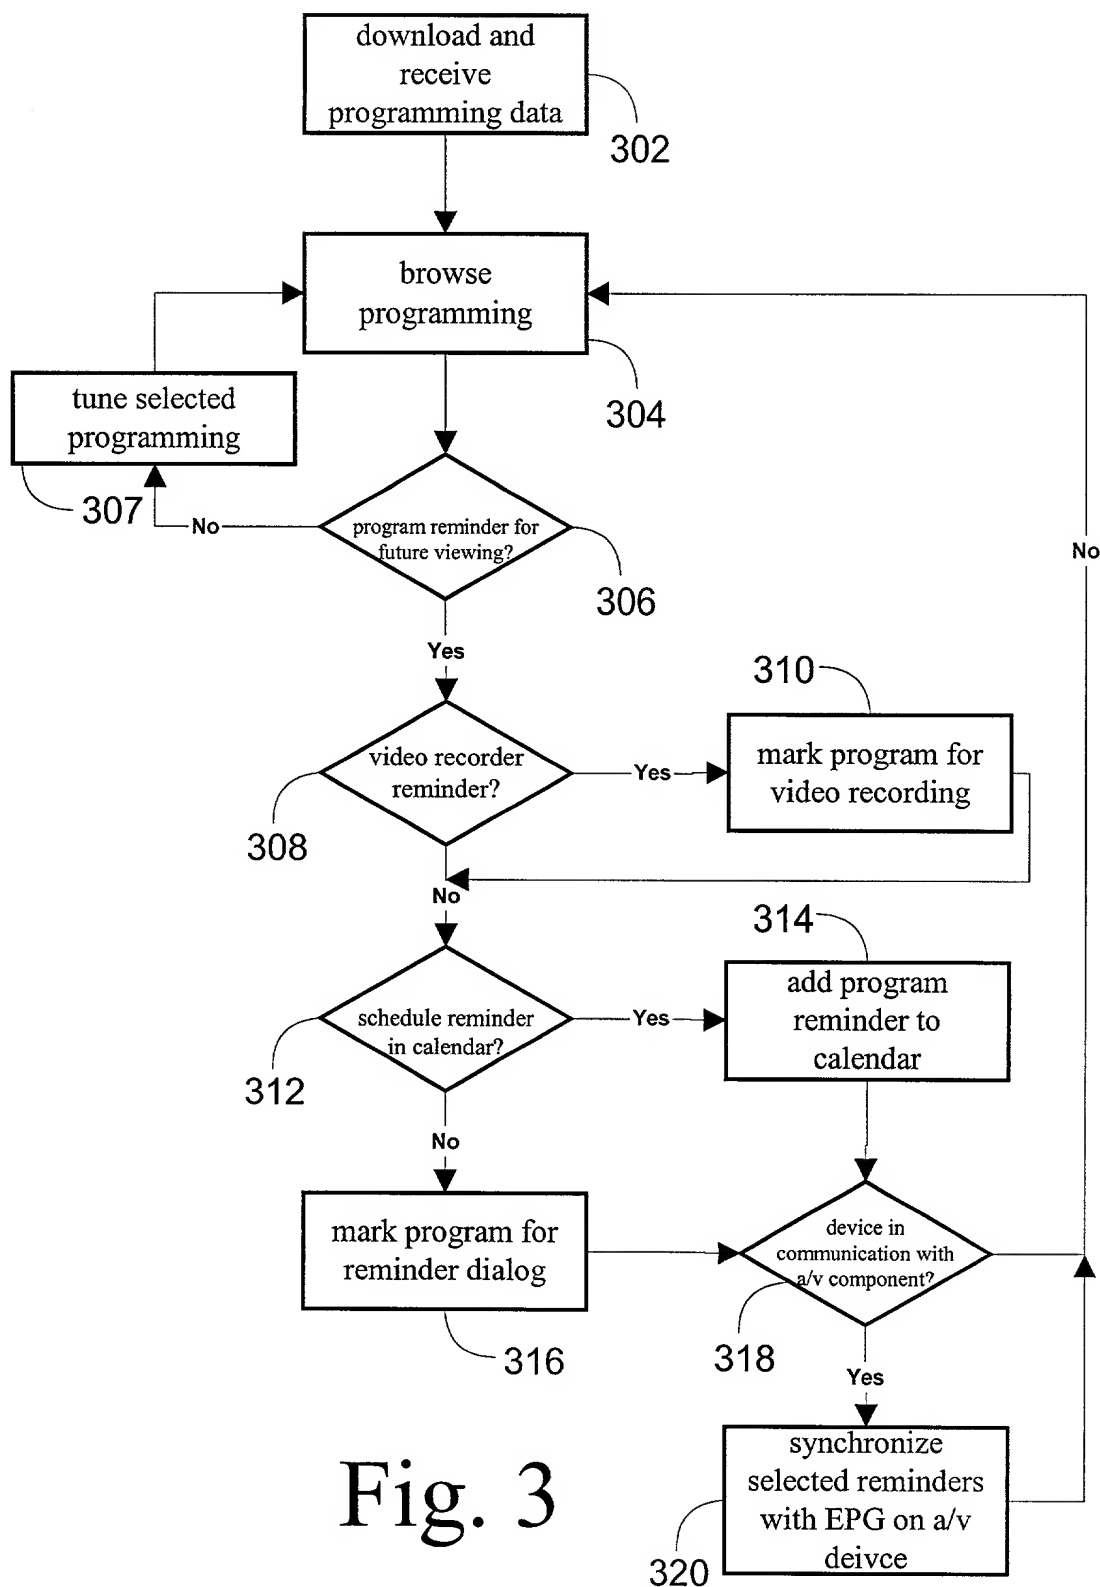 download and
receive
programming data
302
browse
programming
304
tune selected
programming
307
No
program reminder for
future viewing?
306
No
Yes
310
video recorder
reminder?
308
Yes
mark program for
video recording
No
314
schedule reminder
in calendar?
312
Yes
add program
reminder to
calendar
No
mark program for
reminder dialog
316
device in
communication with
a/v component?
318
Yes
synchronize
selected reminders
with EPG on a/v
deivce
320
Fig. 3